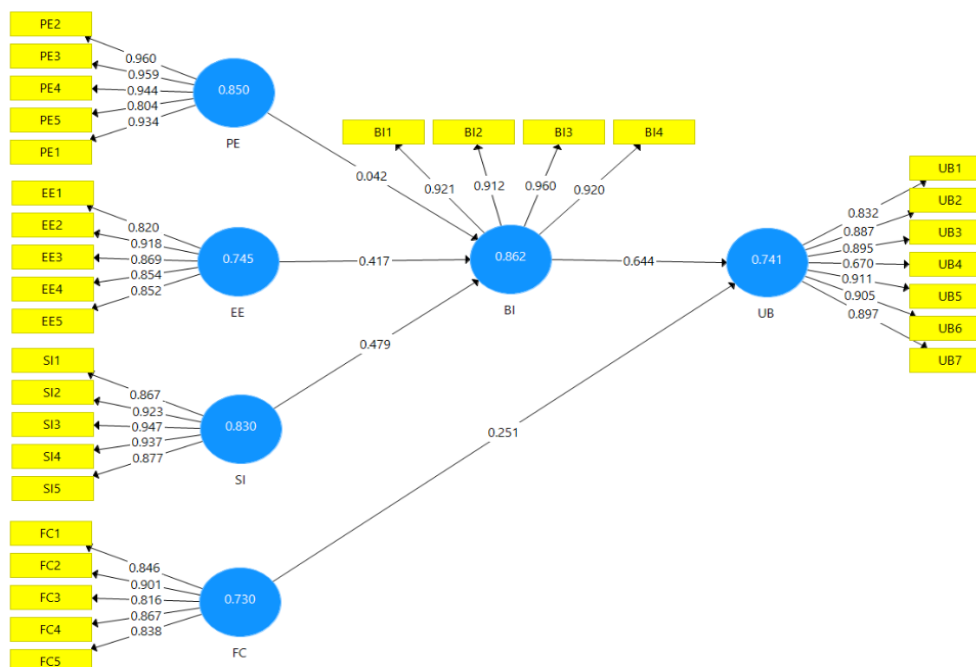 PE2
PE3
PE4
PE5
PE1
0.960
0.959
0.944
0.804
0.934
0.850
PE
EE1
EE2
EE3
EE4
EE5
0.820
0.918
0.869
0.854
0.852
0.745
EE
SI1
SI2
SI3
SI4
SI5
0.867
0.923
0.947
0.937
0.877
0.830
SI
FC1
FC2
FC3
FC4
FC5
0.846
0.901
0.816
0.867
0.838
0.730
FC
0.042
0.417
0.479
0.251
BI1
BI2
BI3
BI4
0.921
0.912
0.960
0.920
0.862
BI
0.644
0.741
UB
0.832
0.887
0.895
0.670
0.911
0.905
0.897
UB1
UB2
UB3
UB4
UB5
UB6
UB7